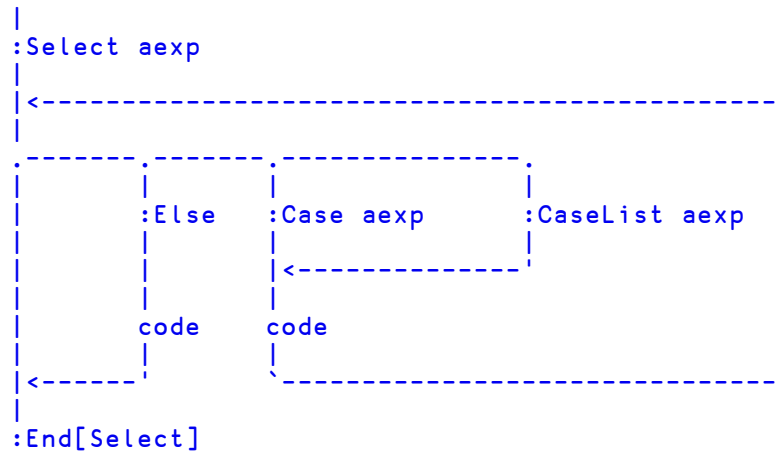 :Select aexp
:Else :Case aexp :CaseList aexp
code code
:End[Select]